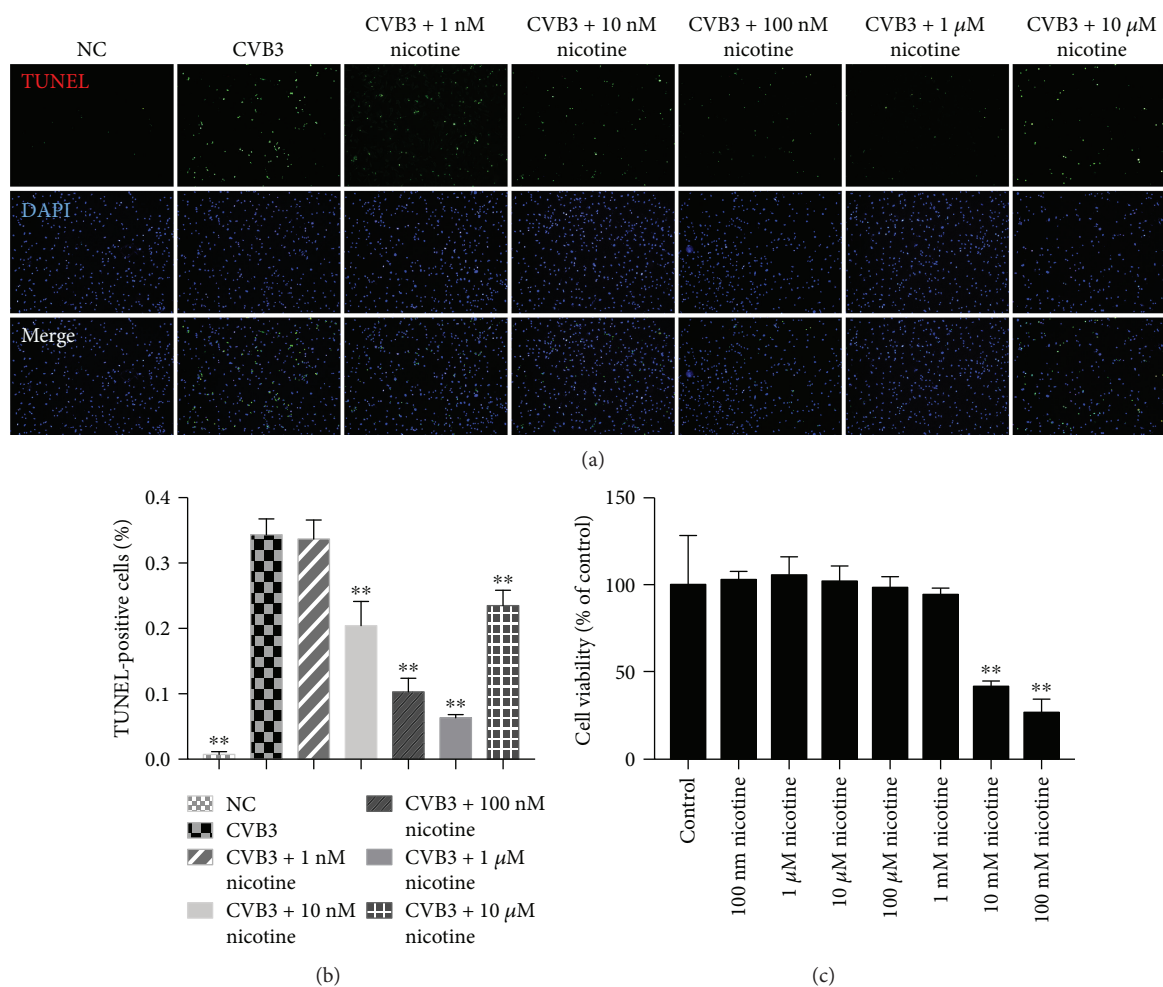 NC
CVB3
CVB3 + 1 nM
nicotine
CVB3 + 10 nM
nicotine
CVB3 + 100 nM
nicotine
CVB3 + 1 μM
nicotine
CVB3 + 10 μM
nicotine
TUNEL
DAPI
Merge
(a)
TUNEL-positive cells (%)
0.4
0.3
0.2
0.1
0.0
**
**
**
**
**
NC
CVB3
CVB3 + 1 nM
nicotine
CVB3 + 10 nM
nicotine
CVB3 + 100 nM
nicotine
CVB3 + 1 μM
nicotine
CVB3 + 10 μM
nicotine
(b)
Cell viability (% of control)
150
100
50
0
**
**
Control
100 nm nicotine
1 μM nicotine
10 μM nicotine
100 μM nicotine
1 mM nicotine
10 mM nicotine
100 mM nicotine
(c)